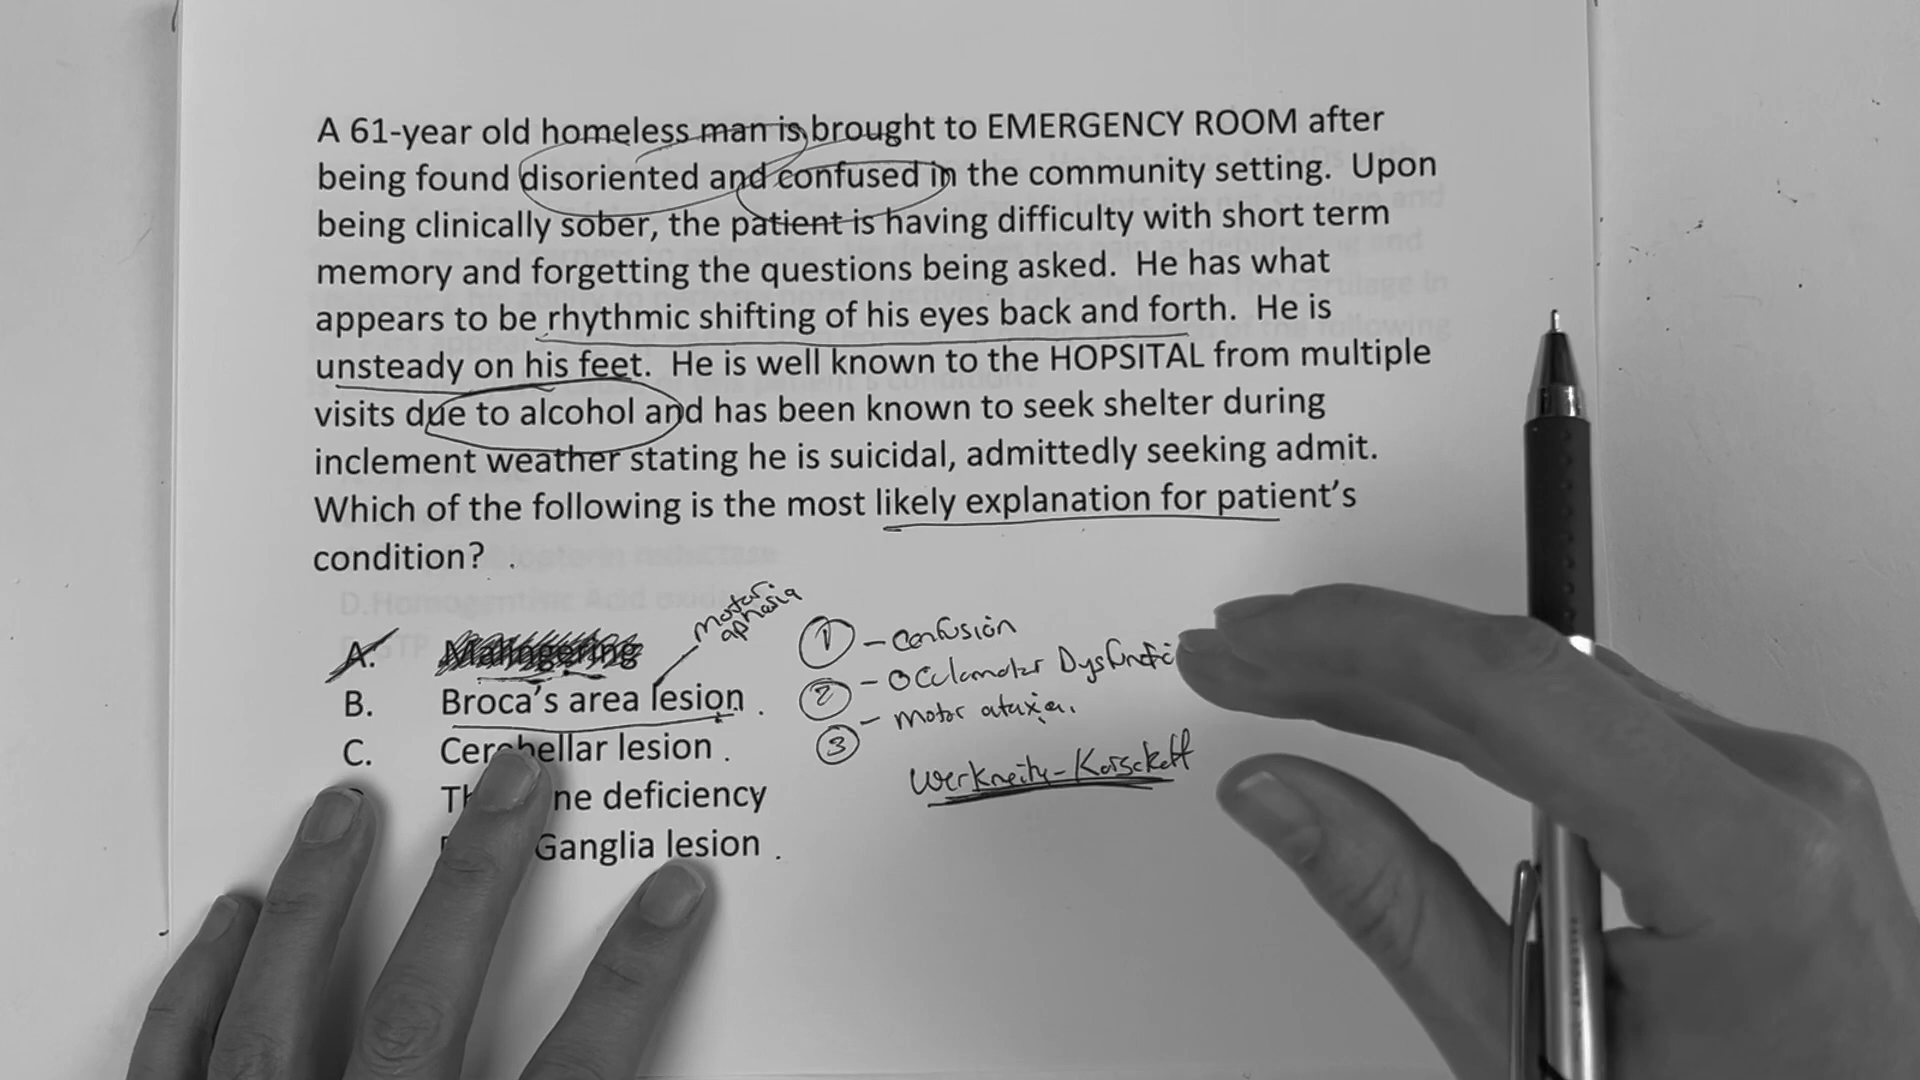 A 61-year old homeless man is brought to EMERGENCY ROOM after
being found disoriented and confused in the community setting. Upon
being clinically sober, the patient is having difficulty with short term
memory and forgetting the questions being asked. He has what
appears to be rhythmic shifting of his eyes back and forth. He is
unsteady on his feet. He is well known to the HOPSITAL from multiple
visits due to alcohol and has been known to seek shelter during
inclement weather stating he is suicidal, admittedly seeking admit.
Which of the following is the most likely explanation for patient's
condition?
motor
aphasia
A. Malingering
B. Broca's area lesion
C. Cerebellar lesion
deficiency
Ganglia lesion
1 - confusion
2 - Oculomotor
3 - motor ataxia.